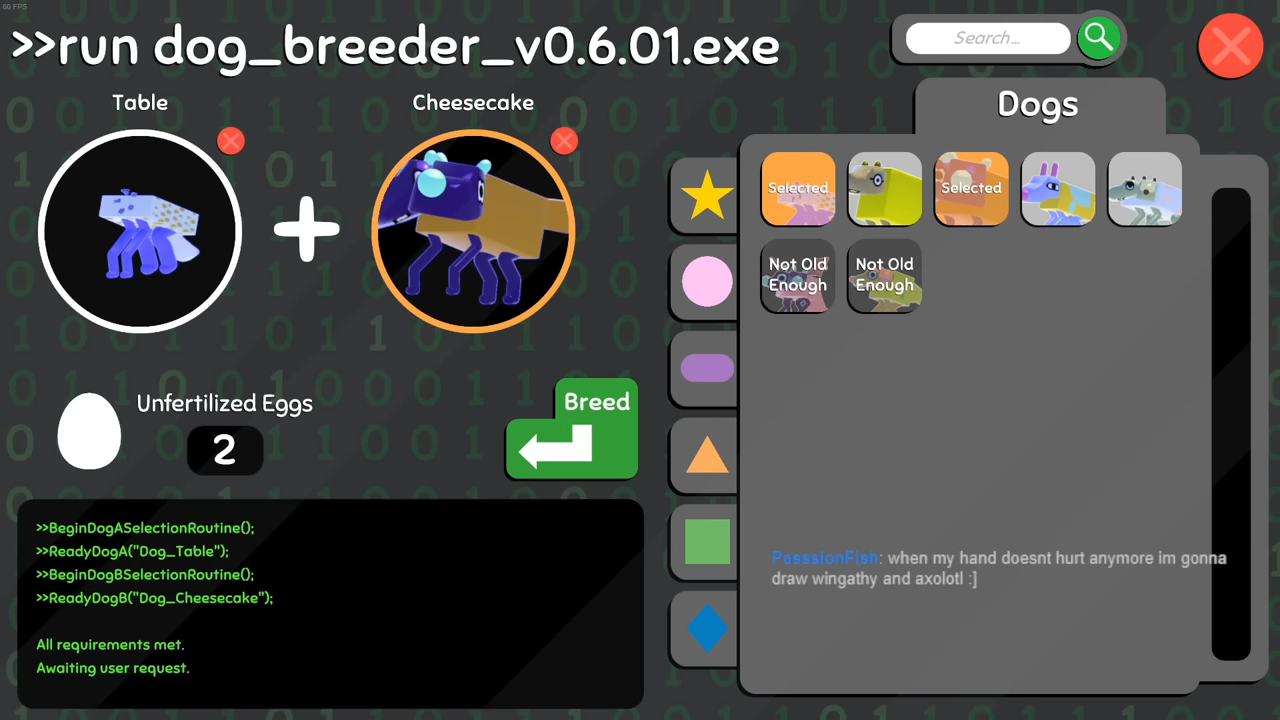 60 FPS
>>run dog_breeder_v0.6.01.exe
Search...
Table
Cheesecake
Dogs
Selected
Selected
Not Old
Enough
Not Old
Enough
Unfertilized Eggs
2
Breed
>>BeginDogASelectionRoutine();
>>ReadyDogA("Dog_Table");
>>BeginDogBSelectionRoutine();
>>ReadyDogB("Dog_Cheesecake");
All requirements met.
Awaiting user request.
PasssionFish: when my hand doesnt hurt anymore im gonna
draw wingathy and axolotl :]